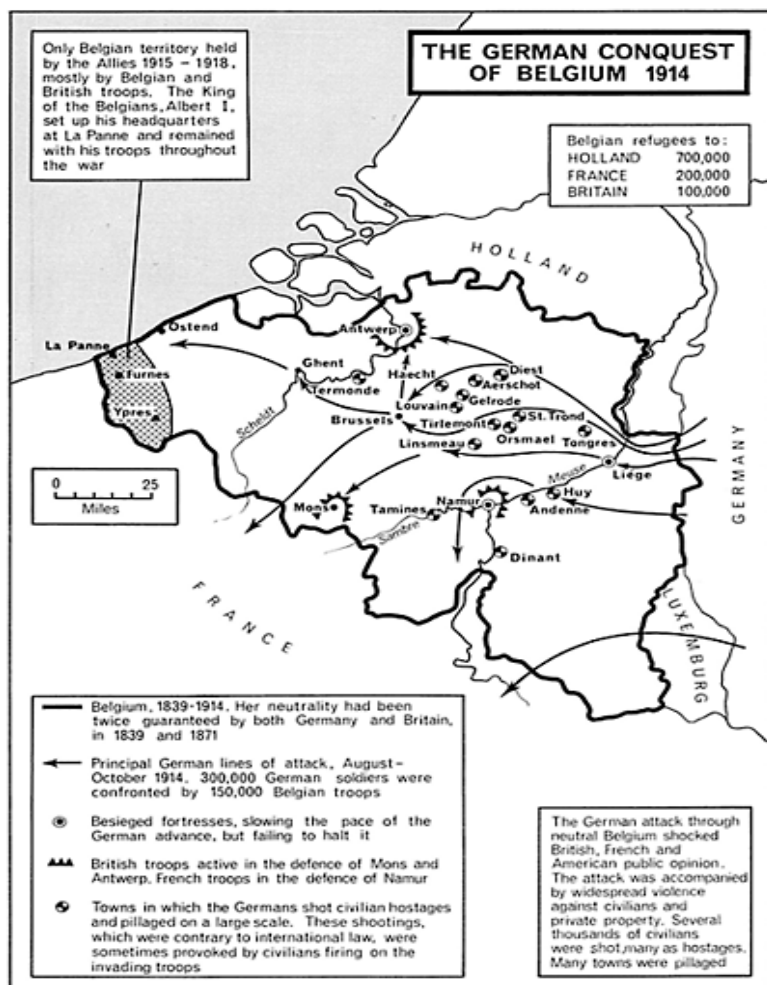 Only Belgian territory held
by the Allies 1915 - 1918,
mostly by Belgian and
British troops. The King
of the Belgians, Albert I,
set up his headquarters
at La Panne and remained
with his troops throughout
the war
THE GERMAN CONQUEST
OF BELGIUM 1914
Belgian refugees to:
HOLLAND 700,000
FRANCE 200,000
BRITAIN 100,000
HOLLAND
Ostend
Antwerp
La Panne
Furnes
Ghent
Haecht
Diest
Aerschot
Termonde
Gelrode
Louvain
Ypres
Brussels
Tirlemont
St. Trond
Scheldt
Linsmeau
Orsmael
Tongres
Liége
Meuse
GERMANY
0 25
Miles
Mons
Tamines
Namur
Huy
Andenne
Sambre
Dinant
FRANCE
LUXEMBURG
Belgium, 1839-1914. Her neutrality had been
twice guaranteed by both Germany and Britain,
in 1839 and 1871
Principal German lines of attack, August-
October 1914. 300,000 German soldiers were
confronted by 150,000 Belgian troops
Besieged fortresses, slowing the pace of the
German advance, but failing to halt it
British troops active in the defence of Mons and
Antwerp. French troops in the defence of Namur
Towns in which the Germans shot civilian hostages
and pillaged on a large scale. These shootings,
which were contrary to international law, were
sometimes provoked by civilians firing on the
invading troops
The German attack through
neutral Belgium shocked
British, French and
American public opinion.
The attack was accompanied
by widespread violence
against civilians and
private property. Several
thousands of civilians
were shot,many as hostages.
Many towns were pillaged